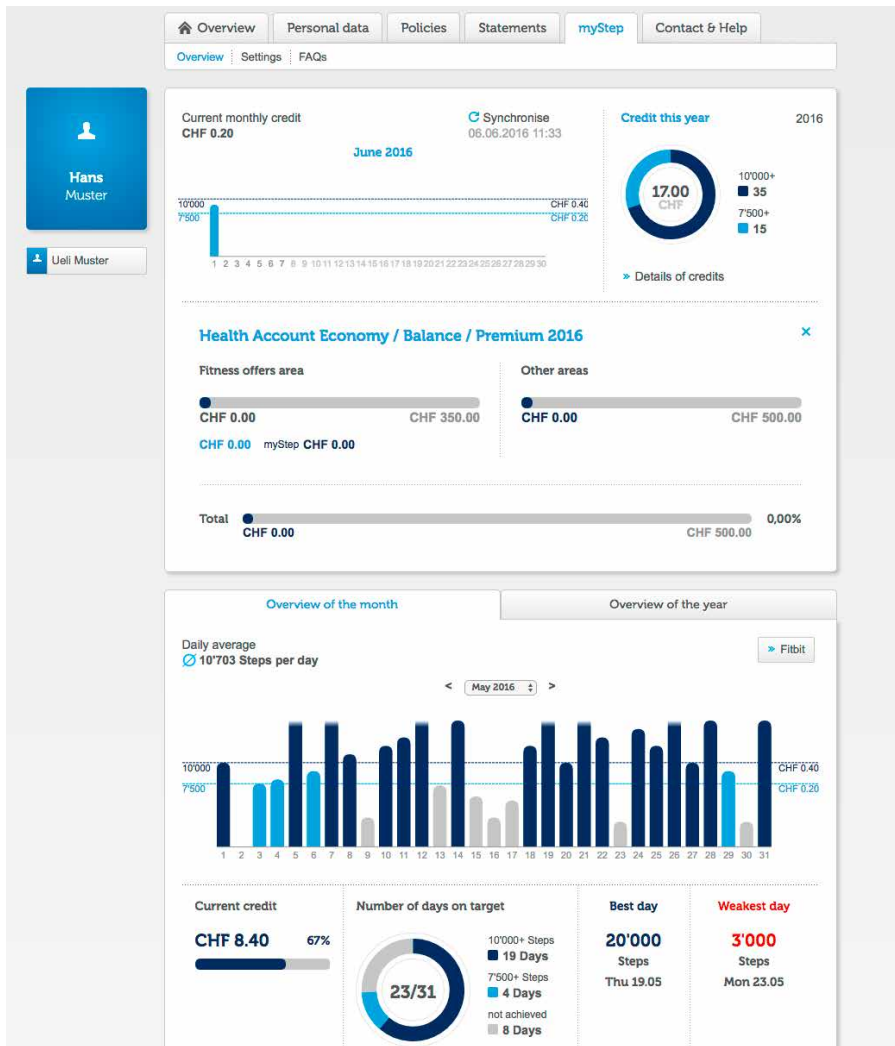 Overview Personal data Policies Statements myStep Contact & Help
Overview Settings FAQs
Hans
Muster
Ueli Muster
Current monthly credit
CHF 0.20
Synchronise
06.06.2016 11:33
June 2016
10'000 CHF 0.40
7'500 CHF 0.20
1 2 3 4 5 6 7 8 9 10 11 12 13 14 15 16 17 18 19 20 21 22 23 24 25 26 27 28 29 30
Credit this year 2016
17.00
CHF
10'000+
35
7'500+
15
» Details of credits
Health Account Economy / Balance / Premium 2016
Fitness offers area
CHF 0.00 CHF 350.00
CHF 0.00 myStep CHF 0.00
Other areas
CHF 0.00 CHF 500.00
Total 0,00%
CHF 0.00 CHF 500.00
Overview of the month Overview of the year
Daily average
Ø 10'703 Steps per day
» Fitbit
< May 2016 >
10'000 CHF 0.40
7'500 CHF 0.20
1 2 3 4 5 6 7 8 9 10 11 12 13 14 15 16 17 18 19 20 21 22 23 24 25 26 27 28 29 30 31
Current credit
CHF 8.40 67%
Number of days on target
23/31
10'000+ Steps
19 Days
7'500+ Steps
4 Days
not achieved
8 Days
Best day
20'000
Steps
Thu 19.05
Weakest day
3'000
Steps
Mon 23.05